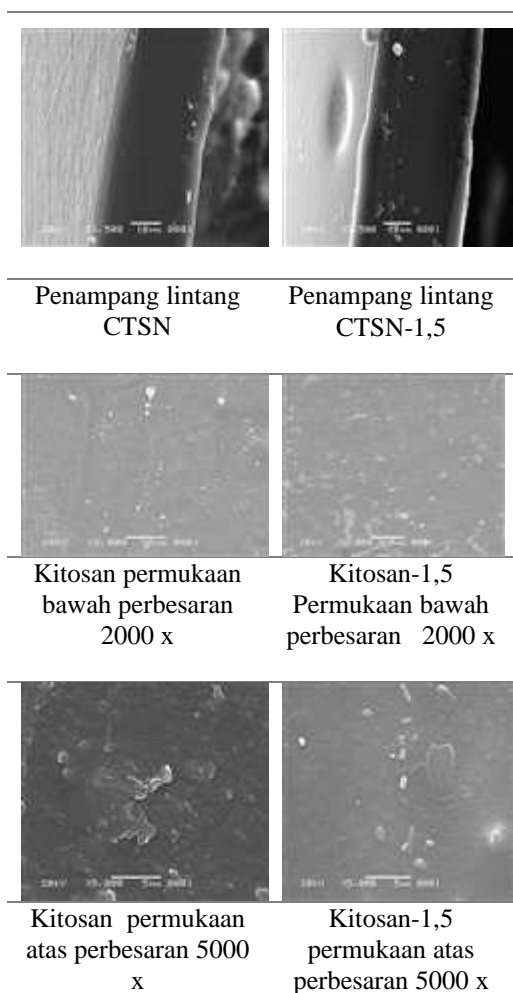 Penampang lintang
CTSN
Penampang lintang
CTSN-1,5
Kitosan permukaan
bawah perbesaran
2000 x
Kitosan-1,5
Permukaan bawah
perbesaran 2000 x
Kitosan permukaan
atas perbesaran 5000
x
Kitosan-1,5
permukaan atas
perbesaran 5000 x